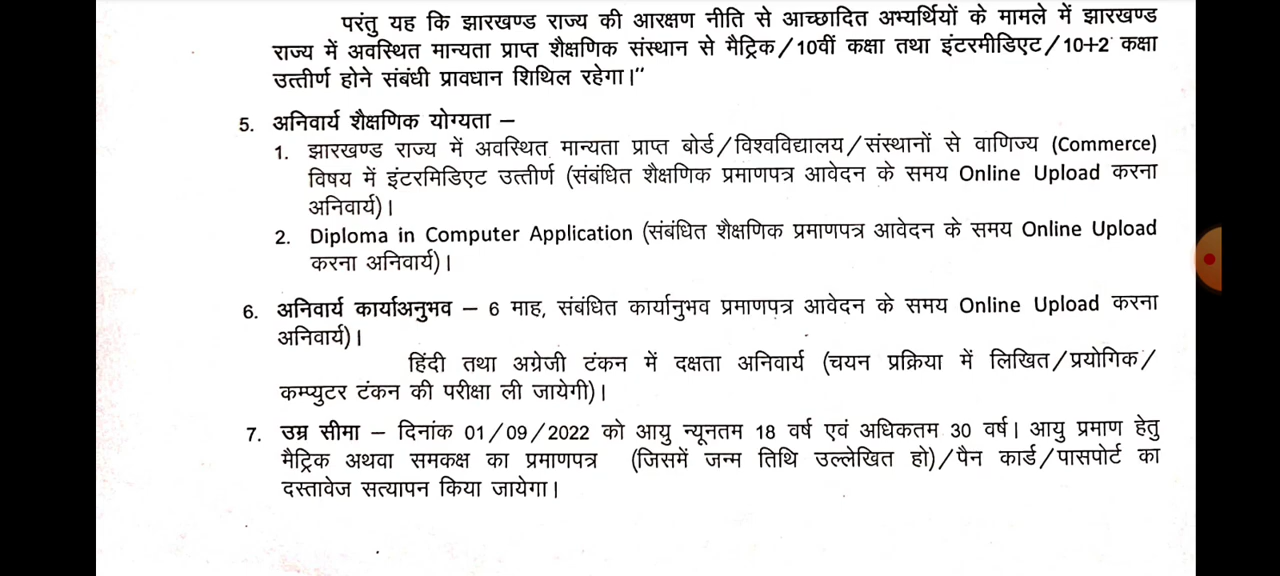 परंतु यह कि झारखण्ड राज्य की आरक्षण नीति से आच्छादित अभ्यर्थियों के मामले में झारखण्ड
राज्य में अवस्थित मान्यता प्राप्त शैक्षणिक संस्थान से मैट्रिक/10वीं कक्षा तथा इंटरमीडिएट/10+2 कक्षा
उत्तीर्ण होने संबंधी प्रावधान शिथिल रहेगा।"
5. अनिवार्य शैक्षणिक योग्यता –
1. झारखण्ड राज्य में अवस्थित मान्यता प्राप्त बोर्ड/विश्वविद्यालय/संस्थानों से वाणिज्य (Commerce)
विषय में इंटरमिडिएट उत्तीर्ण (संबंधित शैक्षणिक प्रमाणपत्र आवेदन के समय Online Upload करना
अनिवार्य)।
2. Diploma in Computer Application (संबंधित शैक्षणिक प्रमाणपत्र आवेदन के समय Online Upload
करना अनिवार्य)।
6. अनिवार्य कार्याअनुभव – 6 माह, संबंधित कार्यानुभव प्रमाणपत्र आवेदन के समय Online Upload करना
अनिवार्य)।
हिंदी तथा अग्रेजी टंकन में दक्षता अनिवार्य (चयन प्रक्रिया में लिखित/प्रयोगिक/
कम्प्युटर टंकन की परीक्षा ली जायेगी)।
7. उम्र सीमा – दिनांक 01/09/2022 को आयु न्यूनतम 18 वर्ष एवं अधिकतम 30 वर्ष। आयु प्रमाण हेतु
मैट्रिक अथवा समकक्ष का प्रमाणपत्र (जिसमें जन्म तिथि उल्लेखित हो)/पैन कार्ड/पासपोर्ट का
दस्तावेज सत्यापन किया जायेगा।